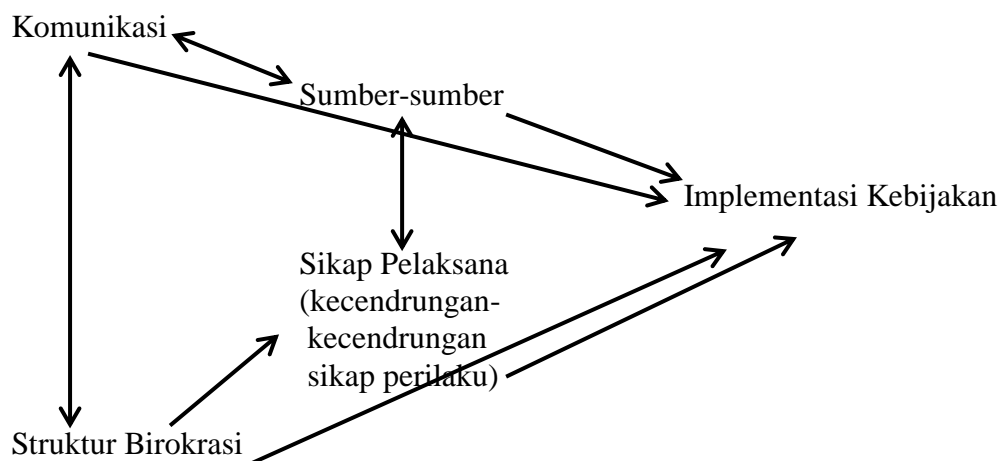 Komunikasi
Sumber-sumber
Implementasi Kebijakan
Sikap Pelaksana
(kecendrungan-
kecendrungan
sikap perilaku)
Struktur Birokrasi